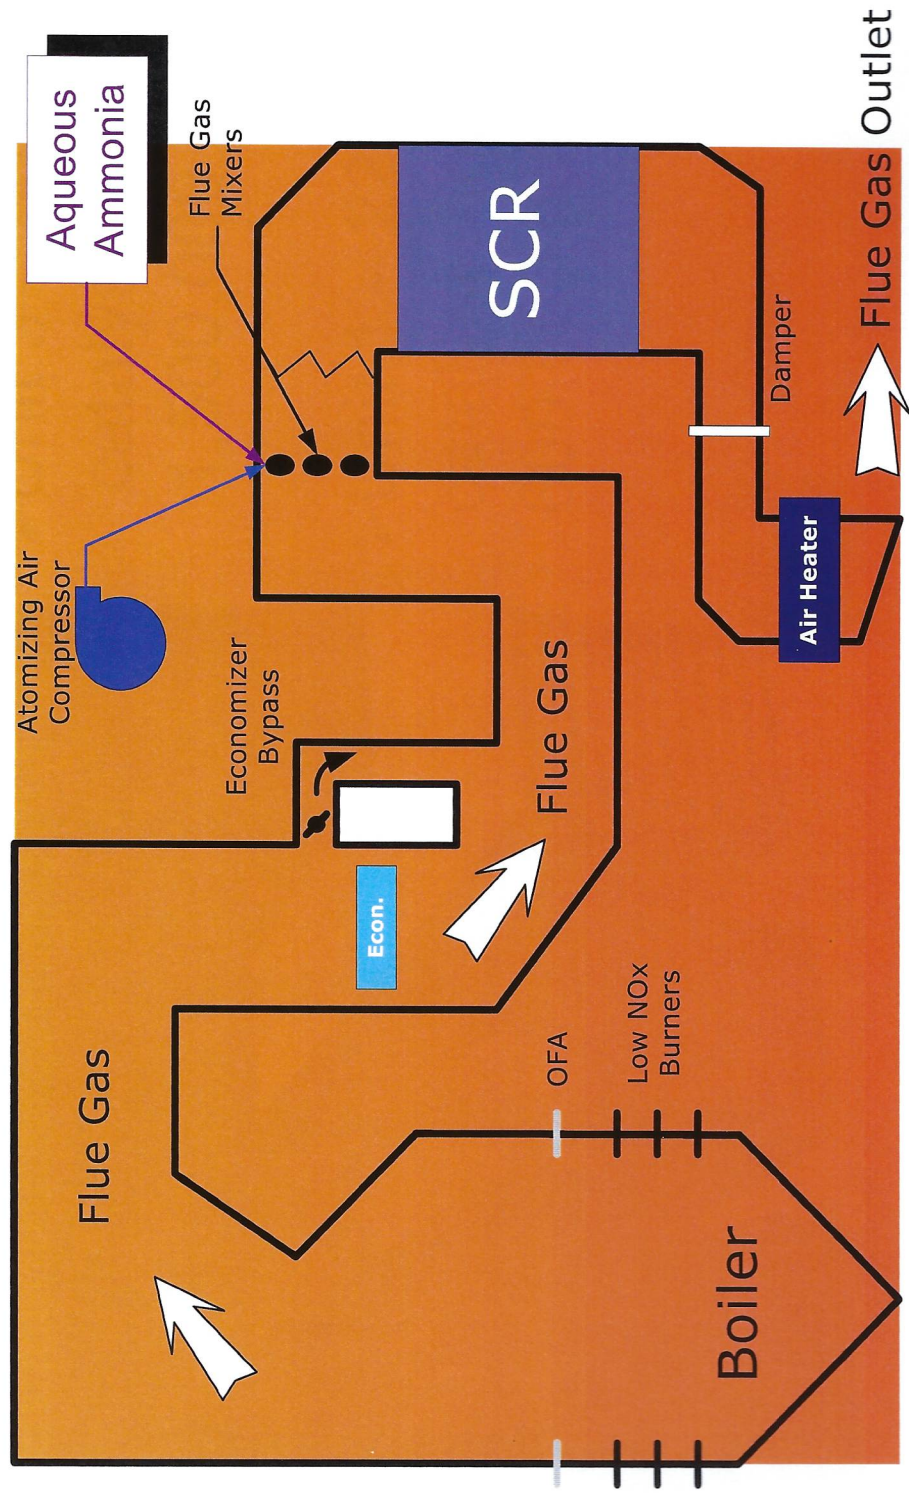 Aqueous
Ammonia
Flue Gas
Mixers
Atomizing Air
Compressor
Economizer
Bypass
Flue Gas
SCR
Damper
Flue Gas Outlet
Air Heater
Flue Gas
Econ.
OFA
Low NOx
Burners
Boiler